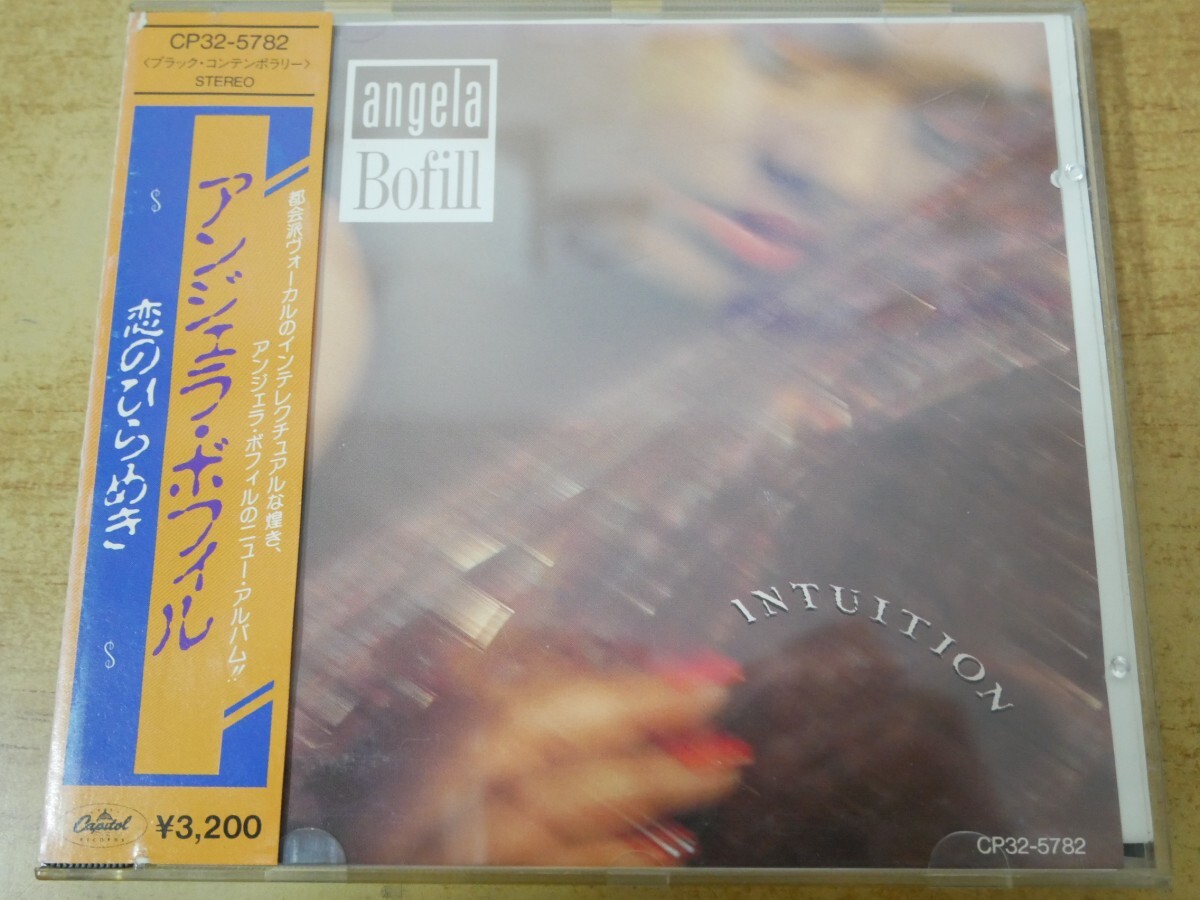 CP32-5782
〈ブラック・コンテンポラリー〉
STEREO
都会派ヴォーカルのインテレクチュアルな煌き、
アンジェラ・ボフィルのニュー・アルバム!!
アンジェラ・ボフィル
恋のひらめき
$
$
Capitol
RECORDS
¥3,200
angela
Bofill
INTUITION
CP32-5782